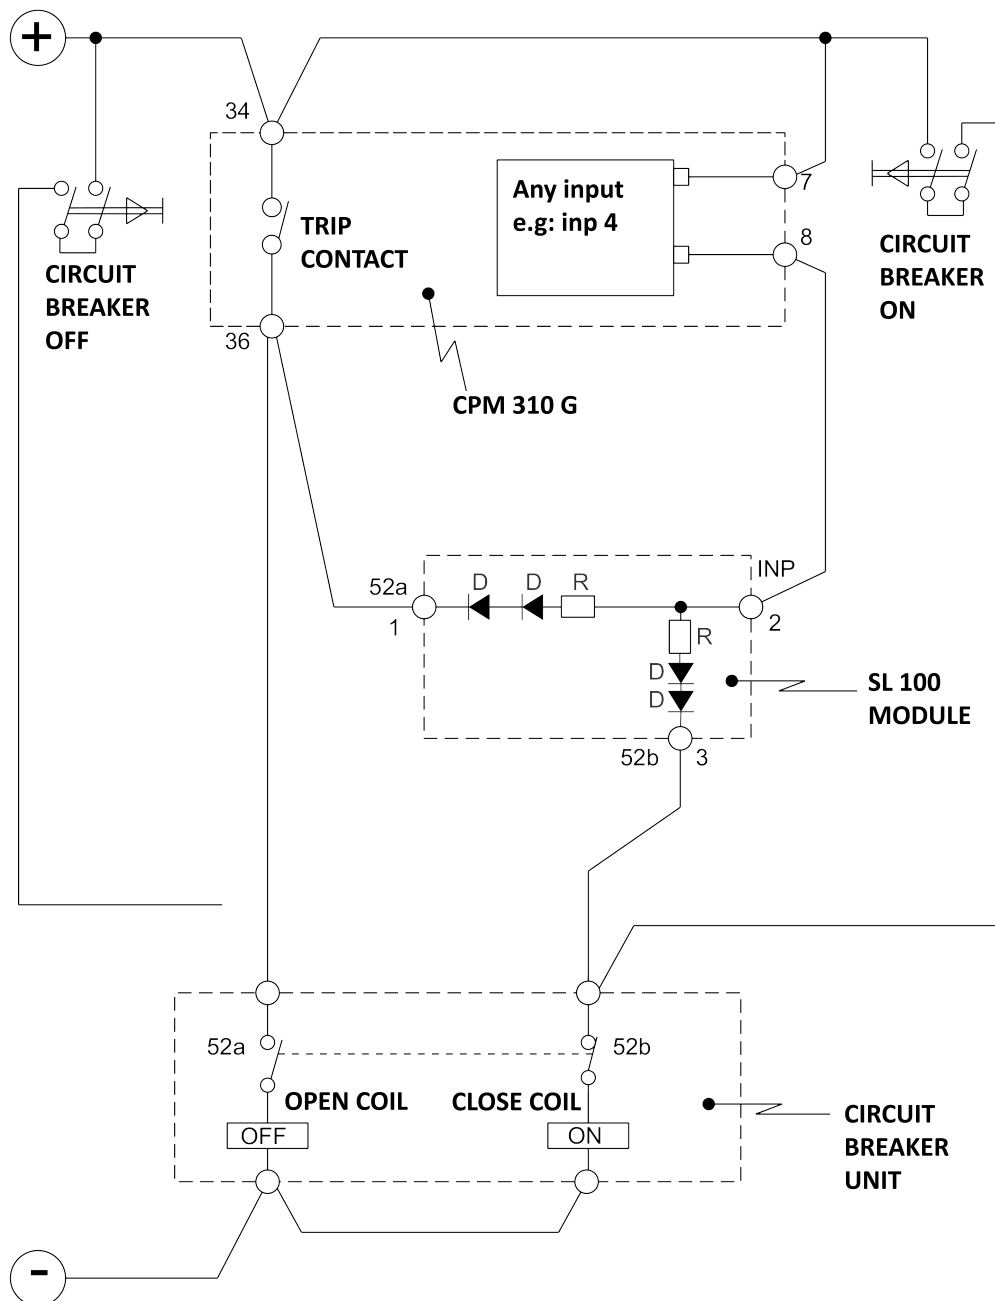 +
34
7
Any input
e.g: inp 4
TRIP
CONTACT
8
CIRCUIT
BREAKER
ON
CIRCUIT
BREAKER
OFF
36
CPM 310 G
52a
D
D
R
INP
1
2
R
D
D
SL 100
MODULE
52b
3
52a
52b
OPEN COIL
CLOSE COIL
OFF
ON
CIRCUIT
BREAKER
UNIT
-